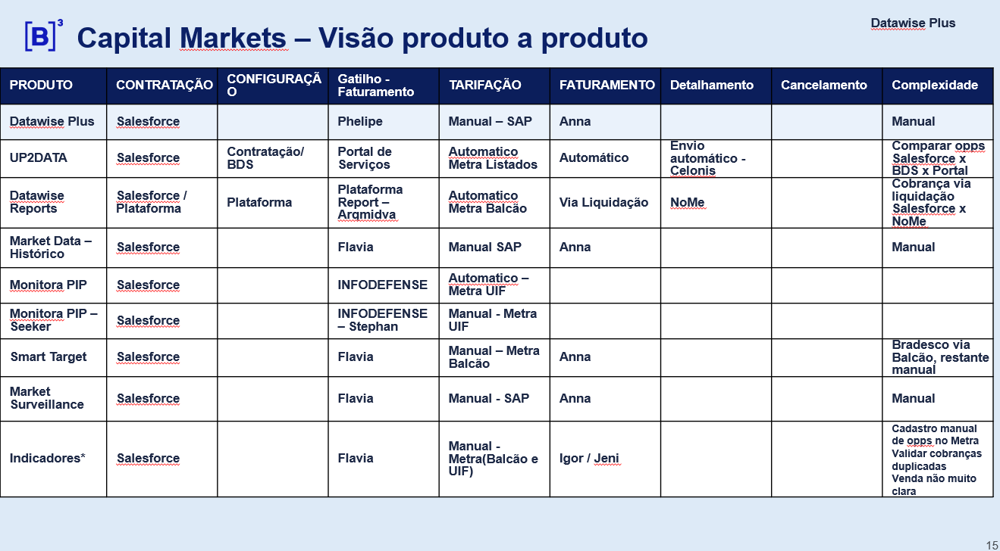 [B]³ Capital Markets – Visão produto a produto
Datawise Plus
PRODUTO
CONTRATAÇÃO
CONFIGURAÇÃ
O
Gatilho -
Faturamento
TARIFAÇÃO
FATURAMENTO
Detalhamento
Cancelamento
Complexidade
Datawise Plus
Salesforce
Phelipe
Manual – SAP
Anna
Manual
UP2DATA
Salesforce
Contratação/
BDS
Portal de
Serviços
Automatico
Metra Listados
Automático
Envio
automático -
Celonis
Comparar opps
Salesforce x
BDS x Portal
Datawise
Reports
Salesforce /
Plataforma
Plataforma
Plataforma
Report –
Arqmidva
Automatico
Metra Balcão
Via Liquidação
NoMe
Cobrança via
liquidação
Salesforce x
NoMe
Market Data –
Histórico
Salesforce
Flavia
Manual SAP
Anna
Manual
Monitora PIP
Salesforce
INFODEFENSE
Automatico –
Metra UIF
Monitora PIP –
Seeker
Salesforce
INFODEFENSE
– Stephan
Manual - Metra
UIF
Smart Target
Salesforce
Flavia
Manual – Metra
Balcão
Anna
Bradesco via
Balcão, restante
manual
Market
Surveillance
Salesforce
Flavia
Manual - SAP
Anna
Manual
Indicadores*
Salesforce
Flavia
Manual -
Metra(Balcão e
UIF)
Igor / Jeni
Cadastro manual
de opps no Metra
Validar cobranças
duplicadas
Venda não muito
clara
15